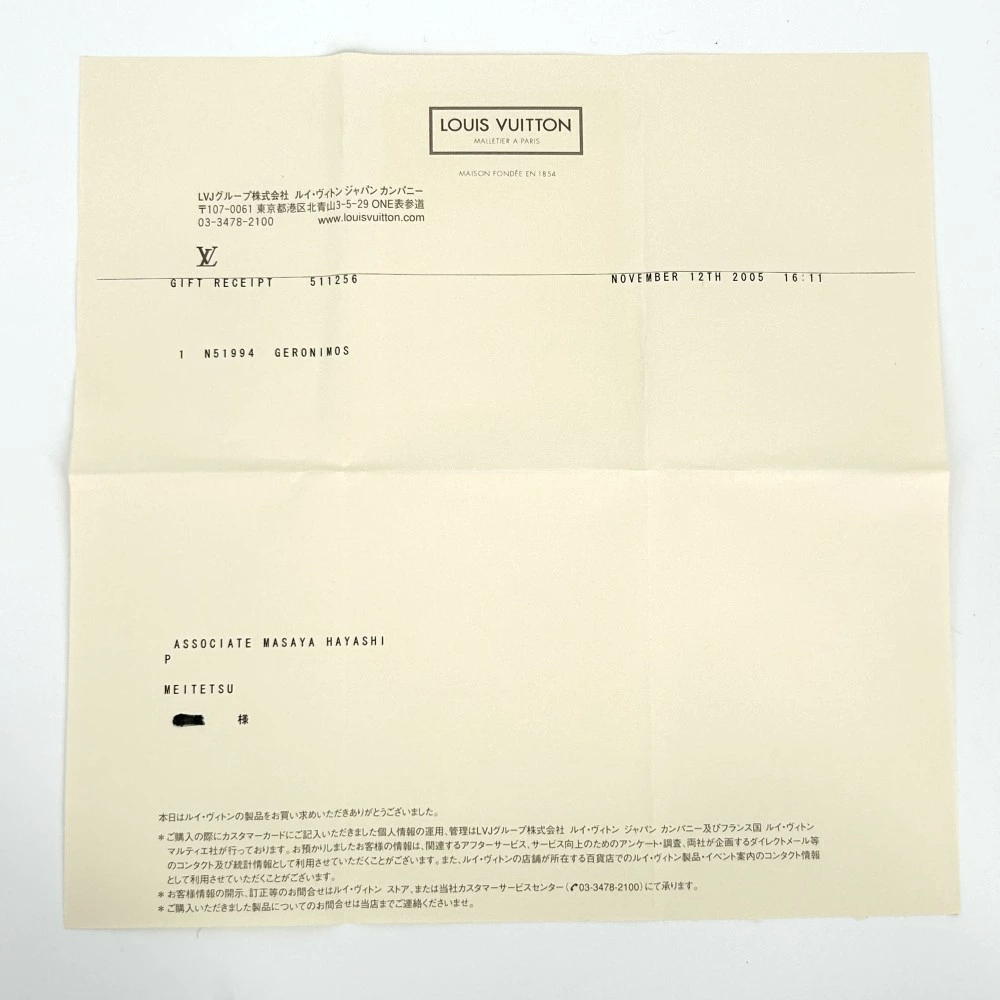 LOUIS VUITTON
MALLETIER A PARIS
MAISON FONDÉE EN 1854
LVJグループ株式会社 ルイ・ヴィトン ジャパン カンパニー
〒107-0061 東京都港区北青山3-5-29 ONE表参道
03-3478-2100 www.louisvuitton.com
LV
GIFT RECEIPT 511256 NOVEMBER 12TH 2005 16:11
1 N51994 GERONIMOS
ASSOCIATE MASAYA HAYASHI
P
MEITETSU
様
本日はルイ・ヴィトンの製品をお買い求めいただきありがとうございました。
＊ご購入の際にカスタマーカードにご記入いただきました個人情報の運用、管理はLVJグループ株式会社 ルイ・ヴィトン ジャパン カンパニー及びフランス国 ルイ・ヴィトン
マルティエ社が行っております。お預かりしましたお客様の情報は、関連するアフターサービス、サービス向上のためのアンケート・調査、両社が企画するダイレクトメール等
のコンタクト及び統計情報として利用させていただくことがございます。また、ルイ・ヴィトンの店舗が所在する百貨店でのルイ・ヴィトン製品・イベント案内のコンタクト情報
として利用させていただくことがございます。
＊お客様情報の開示、訂正等のお問合せはルイ・ヴィトン ストア、または当社カスタマーサービスセンター（✆03-3478-2100）にて承ります。
＊ご購入いただきました製品についてのお問合せは当店までご連絡くださいませ。